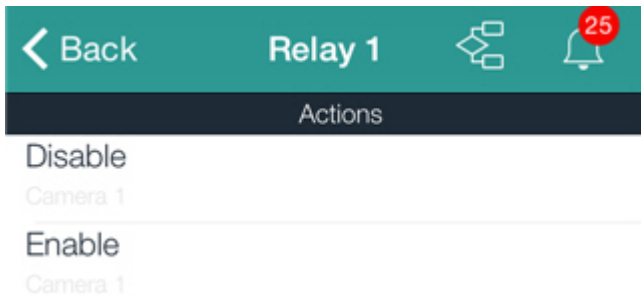 Back Relay 1 25
Actions
Disable
Camera 1
Enable
Camera 1